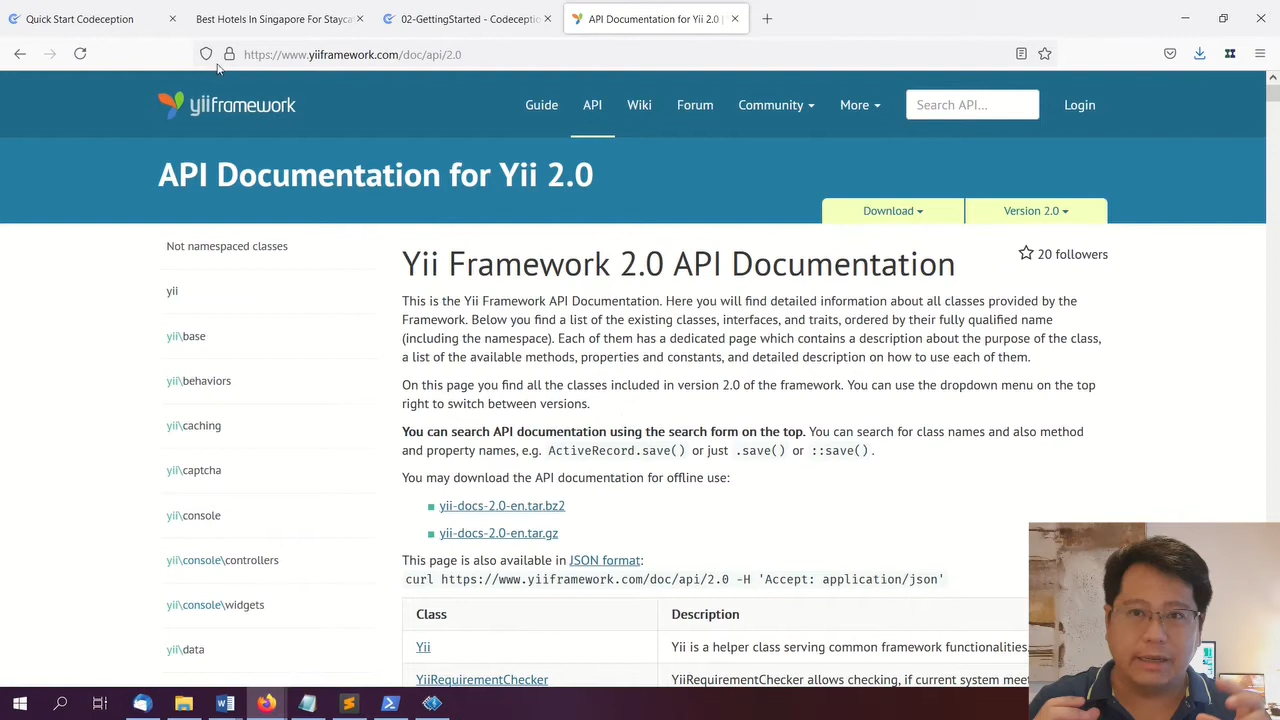 Quick Start Codeception
Best Hotels In Singapore For Stayca
02-GettingStarted - Codeceptio
API Documentation for Yii 2.0 |
https://www.yiiframework.com/doc/api/2.0
yiiframework
Guide
API
Wiki
Forum
Community
More
Search API...
Login
API Documentation for Yii 2.0
Download
Version 2.0
Not namespaced classes
yii
yii\base
yii\behaviors
yii\caching
yii\captcha
yii\console
yii\console\controllers
yii\console\widgets
yii\data
Yii Framework 2.0 API Documentation
20 followers
This is the Yii Framework API Documentation. Here you will find detailed information about all classes provided by the
Framework. Below you find a list of the existing classes, interfaces, and traits, ordered by their fully qualified name
(including the namespace). Each of them has a dedicated page which contains a description about the purpose of the class,
a list of the available methods, properties and constants, and detailed description on how to use each of them.
On this page you find all the classes included in version 2.0 of the framework. You can use the dropdown menu on the top
right to switch between versions.
You can search API documentation using the search form on the top. You can search for class names and also method
and property names, e.g. ActiveRecord.save() or just .save() or ::save().
You may download the API documentation for offline use:
yii-docs-2.0-en.tar.bz2
yii-docs-2.0-en.tar.gz
This page is also available in JSON format:
curl https://www.yiiframework.com/doc/api/2.0 -H 'Accept: application/json'
Class
Description
Yii
Yii is a helper class serving common framework functionalities.
YiiRequirementChecker
YiiRequirementChecker allows checking, if current system mee